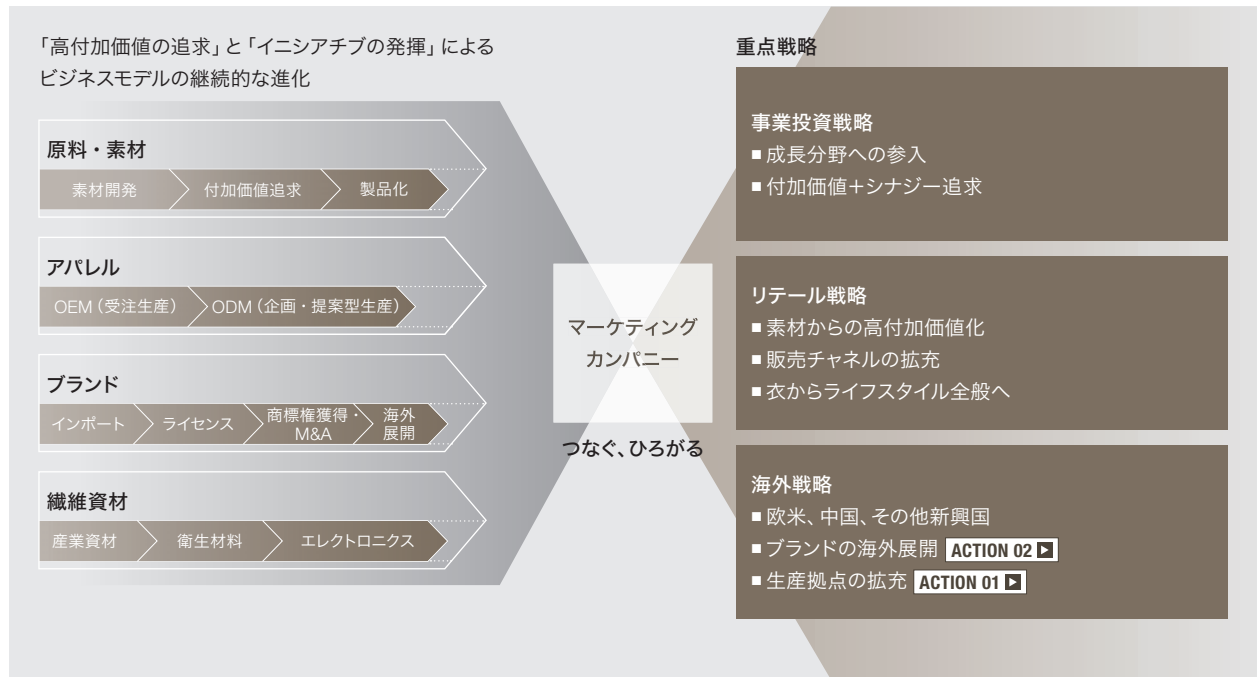 「高付加価値の追求」と「イニシアチブの発揮」による
ビジネスモデルの継続的な進化
原料・素材
素材開発
付加価値追求
製品化
アパレル
OEM（受注生産）
ODM（企画・提案型生産）
ブランド
インポート
ライセンス
商標権獲得・
M&A
海外
展開
繊維資材
産業資材
衛生材料
エレクトロニクス
マーケティング
カンパニー
つなぐ、ひろがる
重点戦略
事業投資戦略
■成長分野への参入
■付加価値＋シナジー追求
リテール戦略
■素材からの高付加価値化
■販売チャネルの拡充
■衣からライフスタイル全般へ
海外戦略
■欧米、中国、その他新興国
■ブランドの海外展開 ACTION 02
■生産拠点の拡充 ACTION 01